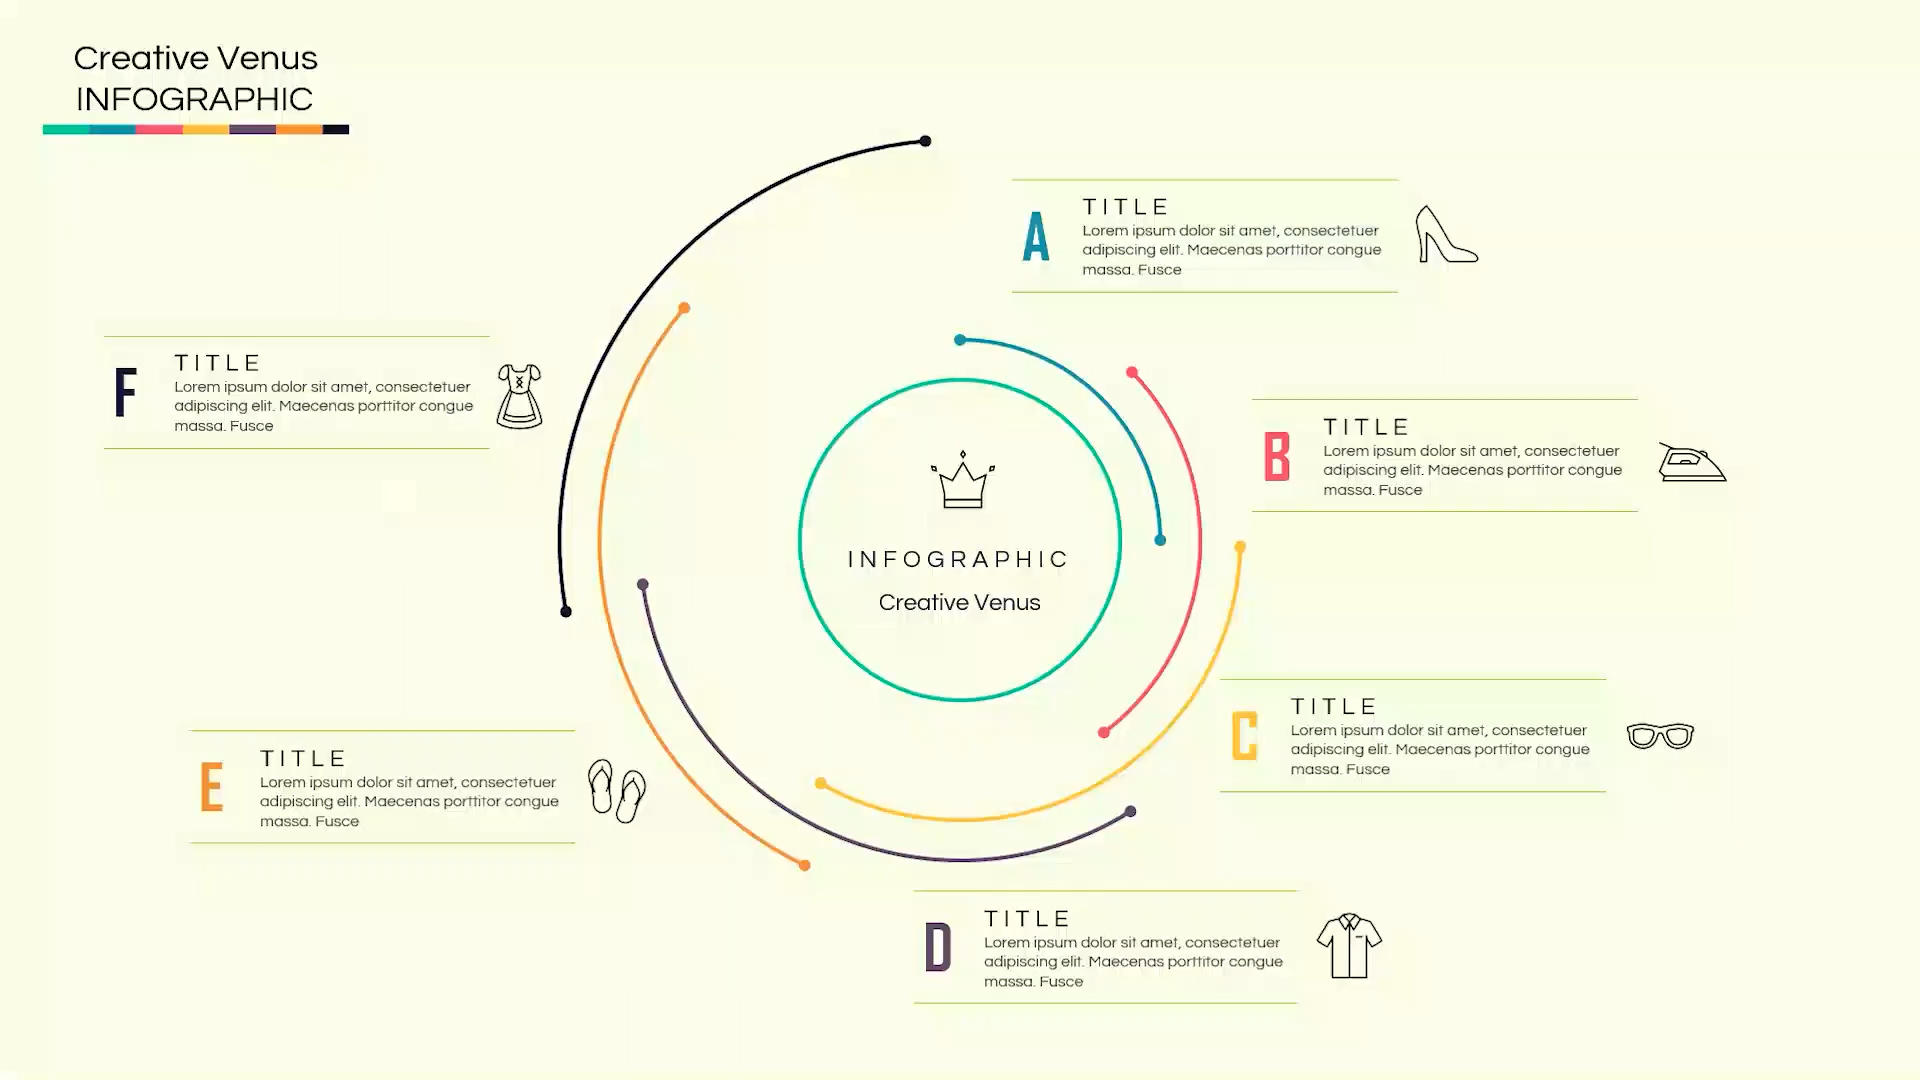 Creative Venus
INFOGRAPHIC
A
TITLE
Lorem ipsum dolor sit amet, consectetuer
adipiscing elit. Maecenas porttitor congue
massa. Fusce
B
TITLE
Lorem ipsum dolor sit amet, consectetuer
adipiscing elit. Maecenas porttitor congue
massa. Fusce
C
TITLE
Lorem ipsum dolor sit amet, consectetuer
adipiscing elit. Maecenas porttitor congue
massa. Fusce
D
TITLE
Lorem ipsum dolor sit amet, consectetuer
adipiscing elit. Maecenas porttitor congue
massa. Fusce
E
TITLE
Lorem ipsum dolor sit amet, consectetuer
adipiscing elit. Maecenas porttitor congue
massa. Fusce
F
TITLE
Lorem ipsum dolor sit amet, consectetuer
adipiscing elit. Maecenas porttitor congue
massa. Fusce
INFOGRAPHIC
Creative Venus